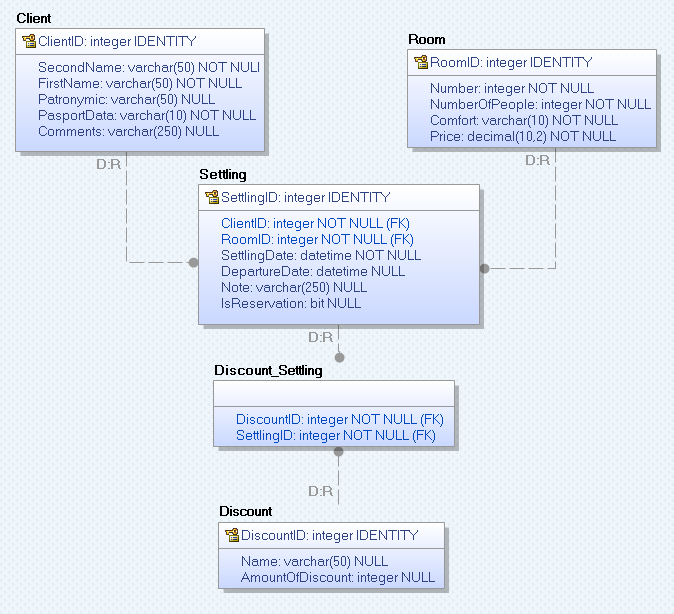 Client
ClientID: integer IDENTITY
SecondName: varchar(50) NOT NULI
FirstName: varchar(50) NOT NULL
Patronymic: varchar(50) NULL
PasportData: varchar(10) NOT NULL
Comments: varchar(250) NULL
D:R
Room
RoomID: integer IDENTITY
Number: integer NOT NULL
NumberOfPeople: integer NOT NULL
Comfort: varchar(10) NOT NULL
Price: decimal(10,2) NOT NULL
D:R
Settling
SettlingID: integer IDENTITY
ClientID: integer NOT NULL (FK)
RoomID: integer NOT NULL (FK)
SettlingDate: datetime NOT NULL
DepartureDate: datetime NULL
Note: varchar(250) NULL
IsReservation: bit NULL
D:R
Discount_Settling
DiscountID: integer NOT NULL (FK)
SettlingID: integer NOT NULL (FK)
D:R
Discount
DiscountID: integer IDENTITY
Name: varchar(50) NULL
AmountOfDiscount: integer NULL